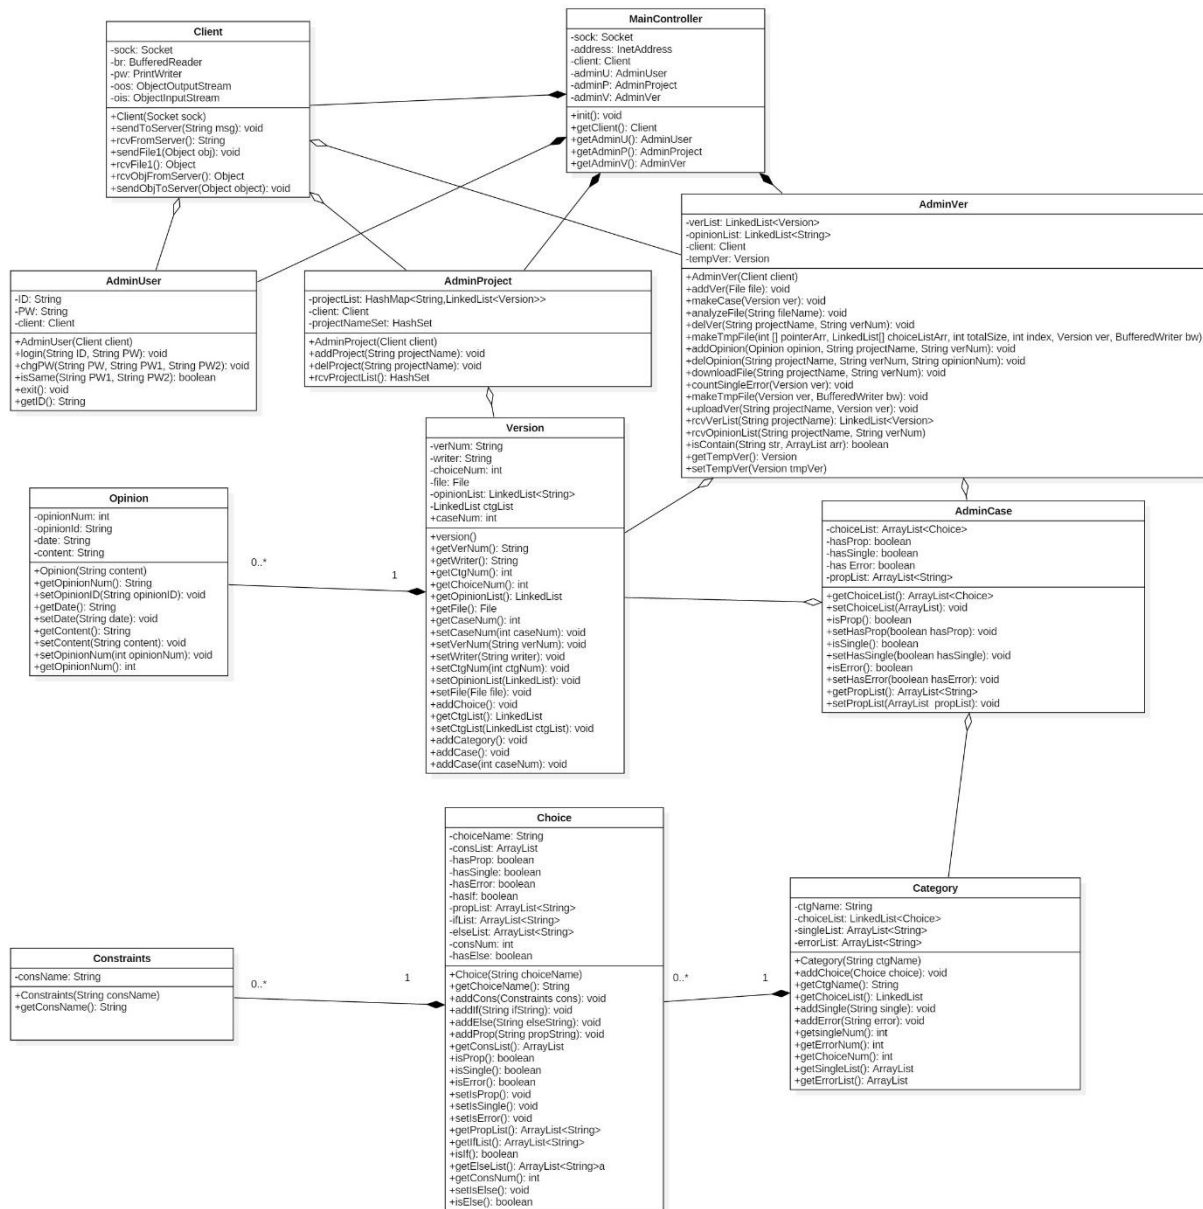 Client
-sock: Socket
-br: BufferedReader
-pw: PrintWriter
-oos: ObjectOutputStream
-ois: ObjectInputStream
+Client(Socket sock)
+sendToServer(String msg): void
+rcvFromServer(): String
+sendFile1(Object obj): void
+rcvFile1(): Object
+rcvObjFromServer(): Object
+sendObjToServer(Object object): void
MainController
-sock: Socket
-address: InetAddress
-client: Client
-adminU: AdminUser
-adminP: AdminProject
-adminV: AdminVer
+init(): void
+getClient(): Client
+getAdminU(): AdminUser
+getAdminP(): AdminProject
+getAdminV(): AdminVer
AdminVer
-verList: LinkedList<Version>
-opinionList: LinkedList<String>
-client: Client
-tempVer: Version
+AdminVer(Client client)
+addVer(File file): void
+makeCase(Version ver): void
+analyzeFile(String fileName): void
+delVer(String projectName, String verNum): void
+makeTmpFile(int [] pointerArr, LinkedList[] choiceListArr, int totalSize, int index, Version ver, BufferedWriter bw)
+addOpinion(Opinion opinion, String projectName, String verNum): void
+delOpinion(String projectName, String verNum, String opinionNum): void
+downloadFile(String projectName, String verNum): void
+countSingleError(Version ver): void
+makeTmpFile(Version ver, BufferedWriter bw): void
+uploadVer(String projectName, Version ver): void
+rcvVerList(String projectName): LinkedList<Version>
+rcvOpinionList(String projectName, String verNum)
+isContain(String str, ArrayList arr): boolean
+getTempVer(): Version
+setTempVer(Version tmpVer)
AdminUser
-ID: String
-PW: String
-client: Client
+AdminUser(Client client)
+login(String ID, String PW): void
+chgPW(String PW, String PW1, String PW2): void
+isSame(String PW1, String PW2): boolean
+exit(): void
+getID(): String
AdminProject
-projectList: HashMap<String,LinkedList<Version>>
-client: Client
-projectNameSet: HashSet
+AdminProject(Client client)
+addProject(String projectName): void
+delProject(String projectName): void
+rcvProjectList(): HashSet
Version
-verNum: String
-writer: String
-choiceNum: int
-file: File
-opinionList: LinkedList<String>
-LinkedList ctgList
+caseNum: int
+version()
+getVerNum(): String
+getWriter(): String
+getCtgNum(): int
+getChoiceNum(): int
+getOpinionList(): LinkedList
+getFile(): File
+getCaseNum(): int
+setCaseNum(int caseNum): void
+setVerNum(String verNum): void
+setWriter(String writer): void
+setCtgNum(int ctgNum): void
+setOpinionList(LinkedList): void
+setFile(File file): void
+addChoice(): void
+getCtgList(): LinkedList
+setCtgList(LinkedList ctgList): void
+addCategory(): void
+addCase(): void
+addCase(int caseNum): void
Opinion
-opinionNum: int
-opinionId: String
-date: String
-content: String
+Opinion(String content)
+getOpinionNum(): String
+setOpinionID(String opinionID): void
+getDate(): String
+setDate(String date): void
+getContent(): String
+setContent(String content): void
+setOpinionNum(int opinionNum): void
+getOpinionNum(): int
0..*
1
AdminCase
-choiceList: ArrayList<Choice>
-hasProp: boolean
-hasSingle: boolean
-has Error: boolean
-propList: ArrayList<String>
+getChoiceList(): ArrayList<Choice>
+setChoiceList(ArrayList): void
+isProp(): boolean
+setHasProp(boolean hasProp): void
+isSingle(): boolean
+setHasSingle(boolean hasSingle): void
+isError(): boolean
+setHasError(boolean hasError): void
+getPropList(): ArrayList<String>
+setPropList(ArrayList propList): void
Choice
-choiceName: String
-consList: ArrayList
-hasProp: boolean
-hasSingle: boolean
-hasError: boolean
-hasIf: boolean
-propList: ArrayList<String>
-ifList: ArrayList<String>
-elseList: ArrayList<String>
-consNum: int
-hasElse: boolean
+Choice(String choiceName)
+getChoiceName(): String
+addCons(Constraints cons): void
+addIf(String ifString): void
+addElse(String elseString): void
+addProp(String propString): void
+getConsList(): ArrayList
+isProp(): boolean
+isSingle(): boolean
+isError(): boolean
+setIsProp(): void
+setIsSingle(): void
+setIsError(): void
+getPropList(): ArrayList<String>
+getIfList(): ArrayList<String>
+isIf(): boolean
+getElseList(): ArrayList<String>a
+getConsNum(): int
+setIsElse(): void
+isElse(): boolean
Category
-ctgName: String
-choiceList: LinkedList<Choice>
-singleList: ArrayList<String>
-errorList: ArrayList<String>
+Category(String ctgName)
+addChoice(Choice choice): void
+getCtgName(): String
+getChoiceList(): LinkedList
+addSingle(String single): void
+addError(String error): void
+getsingleNum(): int
+getErrorNum(): int
+getChoiceNum(): int
+getSingleList(): ArrayList
+getErrorList(): ArrayList
0..*
1
Constraints
-consName: String
+Constraints(String consName)
+getConsName(): String
0..*
1